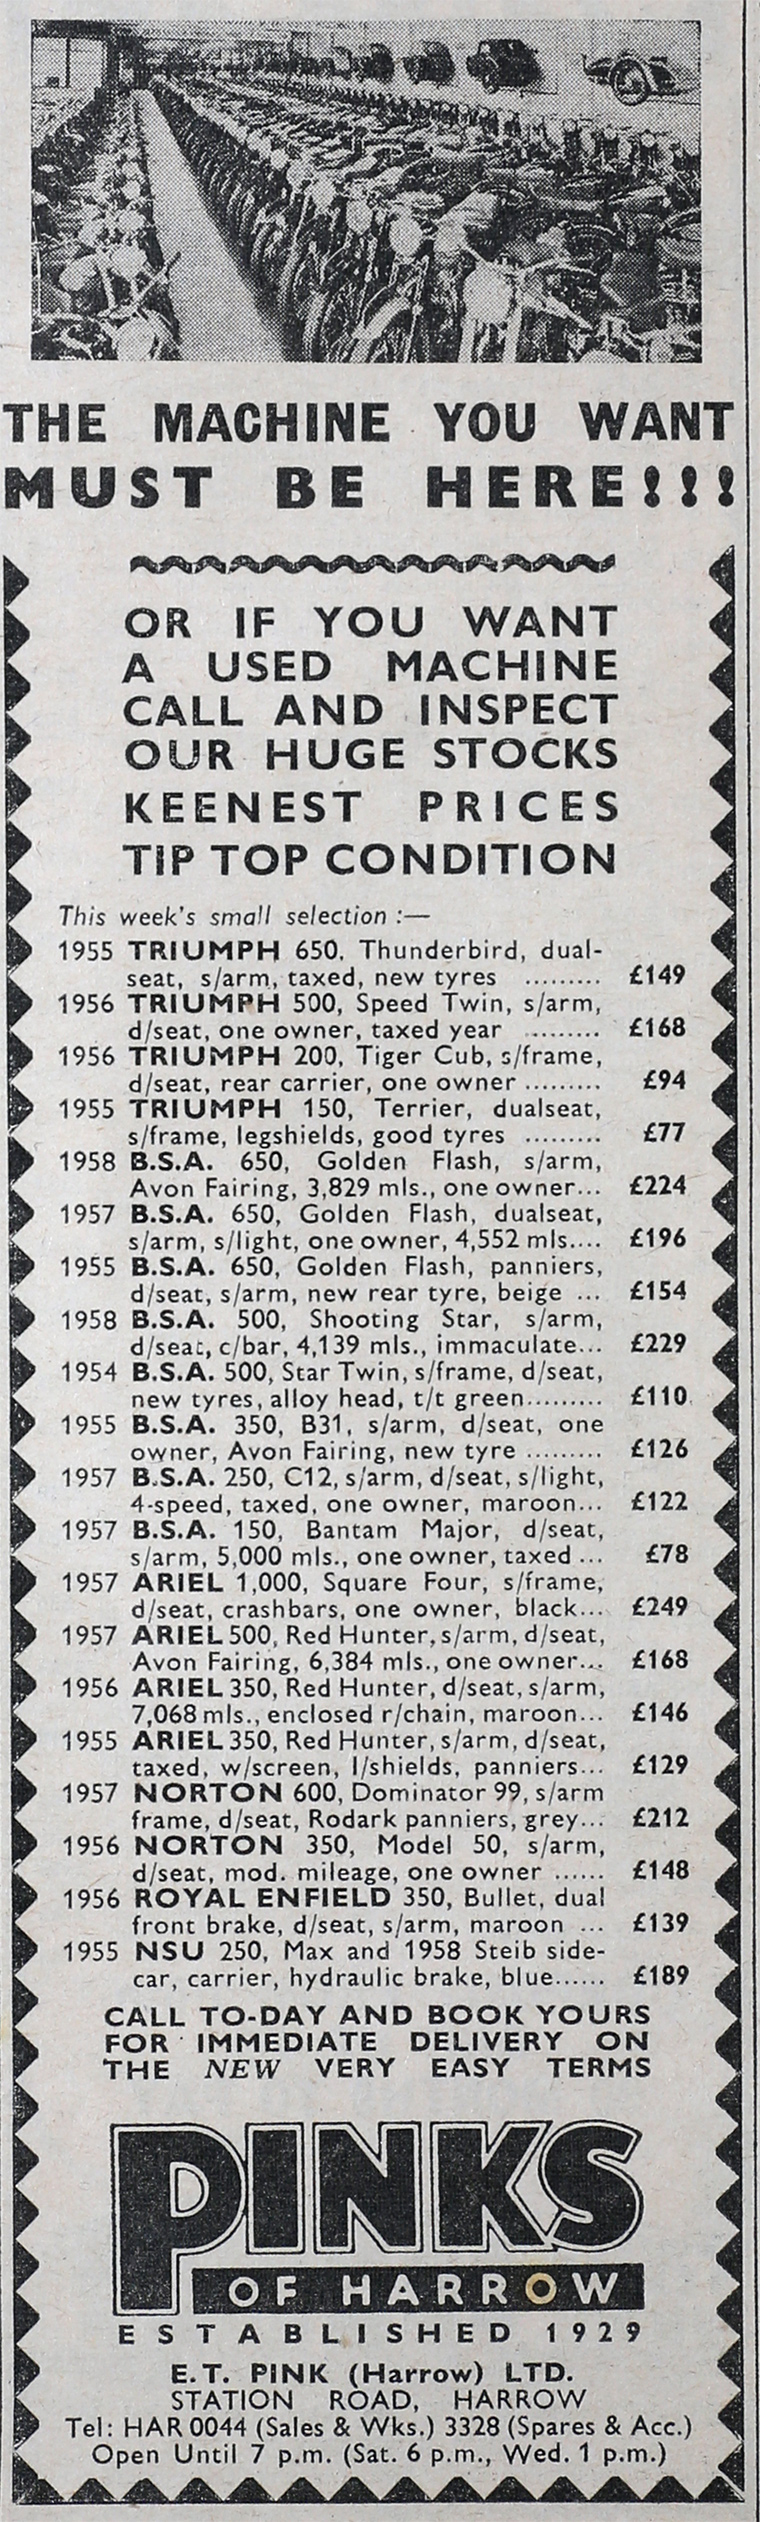 THE MACHINE YOU WANT
MUST BE HERE!!!
OR IF YOU WANT
A USED MACHINE
CALL AND INSPECT
OUR HUGE STOCKS
KEENEST PRICES
TIP TOP CONDITION
This week's small selection :—
1955 TRIUMPH 650, Thunderbird, dual-
seat, s/arm, taxed, new tyres ......... £149
1956 TRIUMPH 500, Speed Twin, s/arm,
d/seat, one owner, taxed year ......... £168
1956 TRIUMPH 200, Tiger Cub, s/frame,
d/seat, rear carrier, one owner ......... £94
1955 TRIUMPH 150, Terrier, dualseat,
s/frame, legshields, good tyres ......... £77
1958 B.S.A. 650, Golden Flash, s/arm,
Avon Fairing, 3,829 mls., one owner... £224
1957 B.S.A. 650, Golden Flash, dualseat,
s/arm, s/light, one owner, 4,552 mls.... £196
1955 B.S.A. 650, Golden Flash, panniers,
d/seat, s/arm, new rear tyre, beige ... £154
1958 B.S.A. 500, Shooting Star, s/arm,
d/seat, c/bar, 4,139 mls., immaculate... £229
1954 B.S.A. 500, Star Twin, s/frame, d/seat,
new tyres, alloy head, t/t green......... £110
1955 B.S.A. 350, B31, s/arm, d/seat, one
owner, Avon Fairing, new tyre ......... £126
1957 B.S.A. 250, C12, s/arm, d/seat, s/light,
4-speed, taxed, one owner, maroon... £122
1957 B.S.A. 150, Bantam Major, d/seat,
s/arm, 5,000 mls., one owner, taxed ... £78
1957 ARIEL 1,000, Square Four, s/frame,
d/seat, crashbars, one owner, black... £249
1957 ARIEL 500, Red Hunter, s/arm, d/seat,
Avon Fairing, 6,384 mls., one owner... £168
1956 ARIEL 350, Red Hunter, d/seat, s/arm,
7,068 mls., enclosed r/chain, maroon... £146
1955 ARIEL 350, Red Hunter, s/arm, d/seat,
taxed, w/screen, l/shields, panniers... £129
1957 NORTON 600, Dominator 99, s/arm
frame, d/seat, Rodark panniers, grey... £212
1956 NORTON 350, Model 50, s/arm,
d/seat, mod. mileage, one owner ...... £148
1956 ROYAL ENFIELD 350, Bullet, dual
front brake, d/seat, s/arm, maroon ... £139
1955 NSU 250, Max and 1958 Steib side-
car, carrier, hydraulic brake, blue...... £189
CALL TO-DAY AND BOOK YOURS
FOR IMMEDIATE DELIVERY ON
THE NEW VERY EASY TERMS
PINKS
OF HARROW
ESTABLISHED 1929
E.T. PINK (Harrow) LTD.
STATION ROAD, HARROW
Tel: HAR 0044 (Sales & Wks.) 3328 (Spares & Acc.)
Open Until 7 p.m. (Sat. 6 p.m., Wed. 1 p.m.)